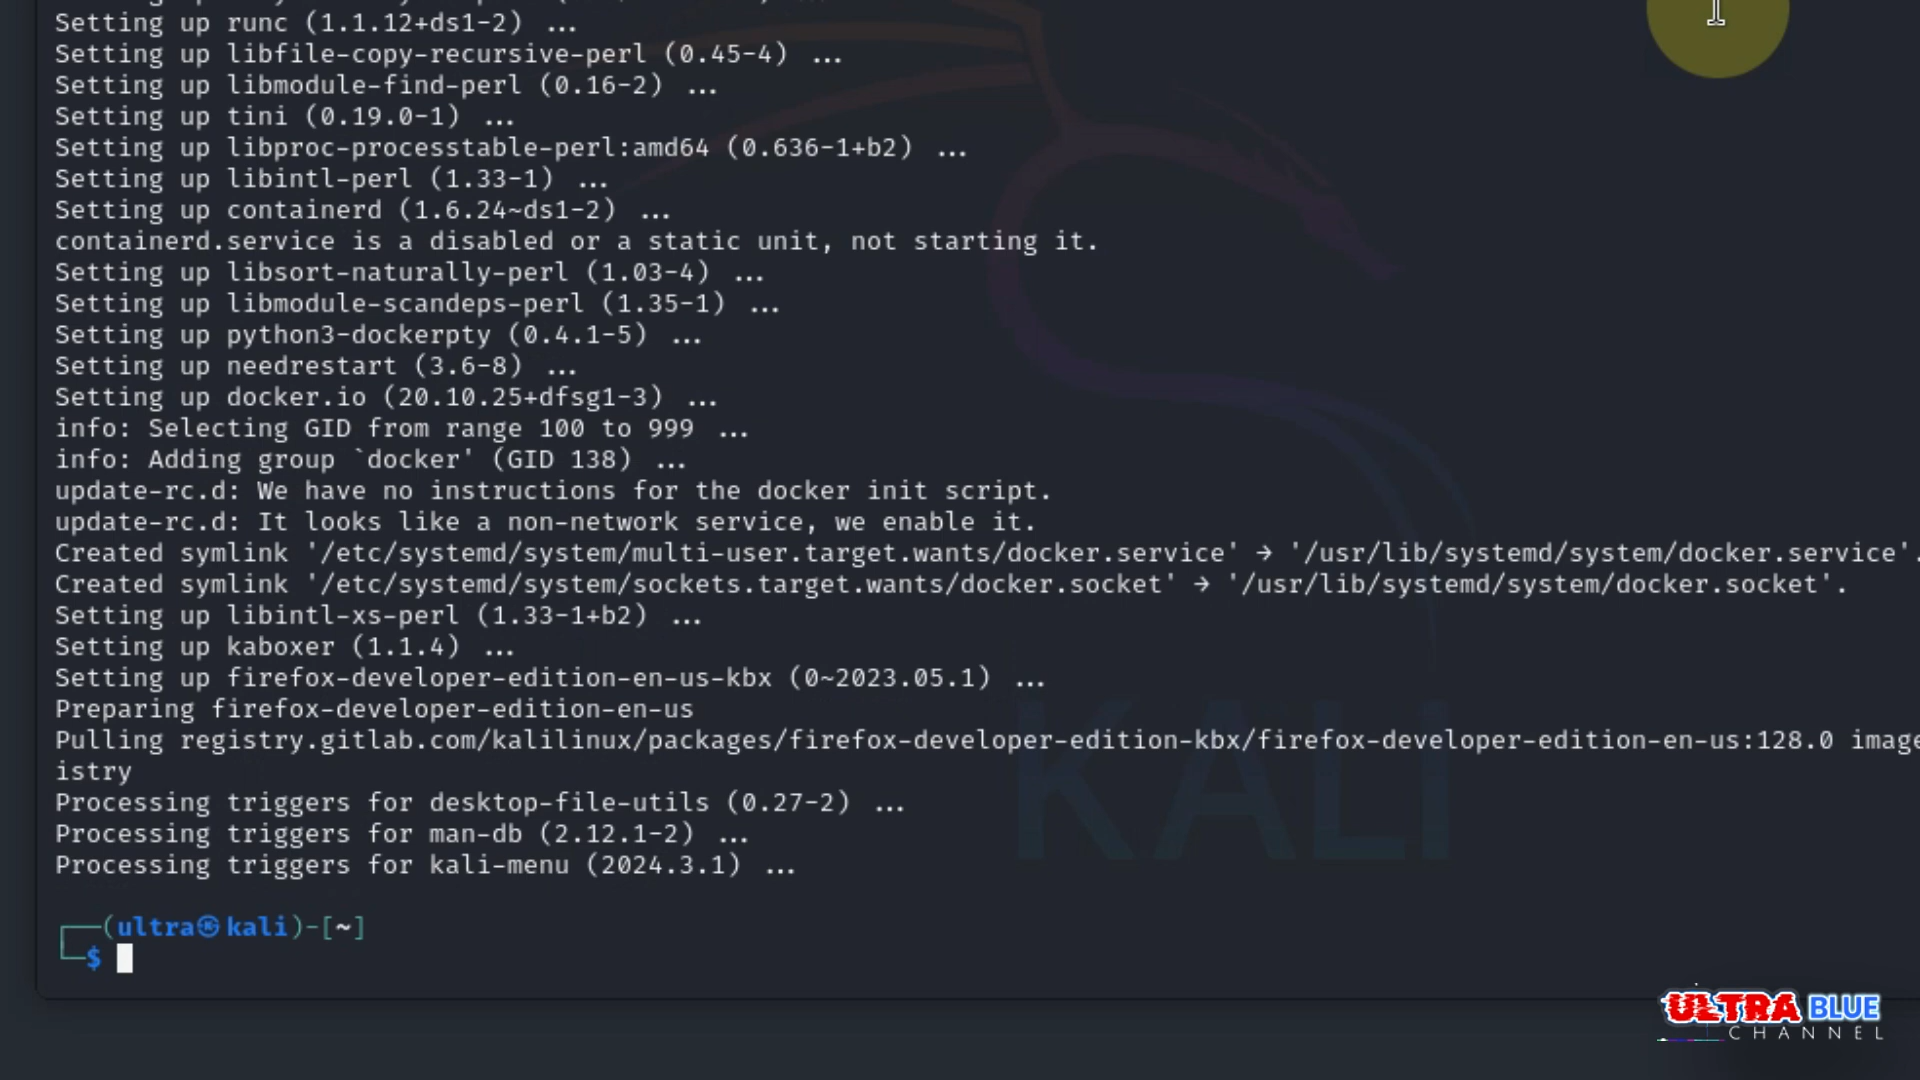 Setting up runc (1.1.12+ds1-2) ...
Setting up libfile-copy-recursive-perl (0.45-4) ...
Setting up libmodule-find-perl (0.16-2) ...
Setting up tini (0.19.0-1) ...
Setting up libproc-processtable-perl:amd64 (0.636-1+b2) ...
Setting up libintl-perl (1.33-1) ...
Setting up containerd (1.6.24~ds1-2) ...
containerd.service is a disabled or a static unit, not starting it.
Setting up libsort-naturally-perl (1.03-4) ...
Setting up libmodule-scandeps-perl (1.35-1) ...
Setting up python3-dockerpty (0.4.1-5) ...
Setting up needrestart (3.6-8) ...
Setting up docker.io (20.10.25+dfsg1-3) ...
info: Selecting GID from range 100 to 999 ...
info: Adding group `docker' (GID 138) ...
update-rc.d: We have no instructions for the docker init script.
update-rc.d: It looks like a non-network service, we enable it.
Created symlink '/etc/systemd/system/multi-user.target.wants/docker.service' → '/usr/lib/systemd/system/docker.service'.
Created symlink '/etc/systemd/system/sockets.target.wants/docker.socket' → '/usr/lib/systemd/system/docker.socket'.
Setting up libintl-xs-perl (1.33-1+b2) ...
Setting up kaboxer (1.1.4) ...
Setting up firefox-developer-edition-en-us-kbx (0~2023.05.1) ...
Preparing firefox-developer-edition-en-us
Pulling registry.gitlab.com/kalilinux/packages/firefox-developer-edition-kbx/firefox-developer-edition-en-us:128.0 image
istry
Processing triggers for desktop-file-utils (0.27-2) ...
Processing triggers for man-db (2.12.1-2) ...
Processing triggers for kali-menu (2024.3.1) ...
KALI
┌──(ultra㉿kali)-[~]
└─$
ULTRA BLUE
CHANNEL